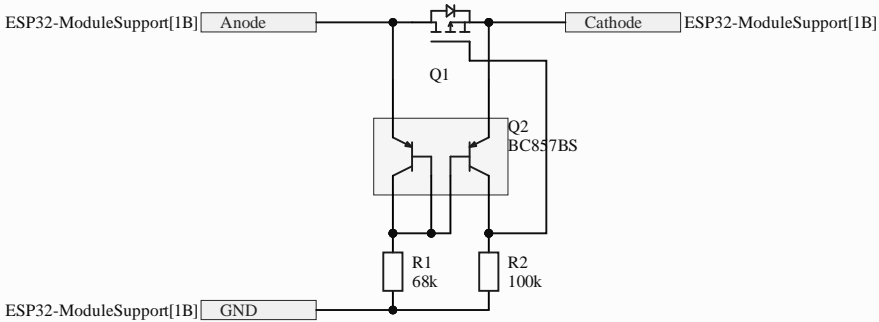 ESP32-ModuleSupport[1B] Anode Cathode ESP32-ModuleSupport[1B]
Q1
Q2
BC857BS
R1 R2
68k 100k
ESP32-ModuleSupport[1B] GND